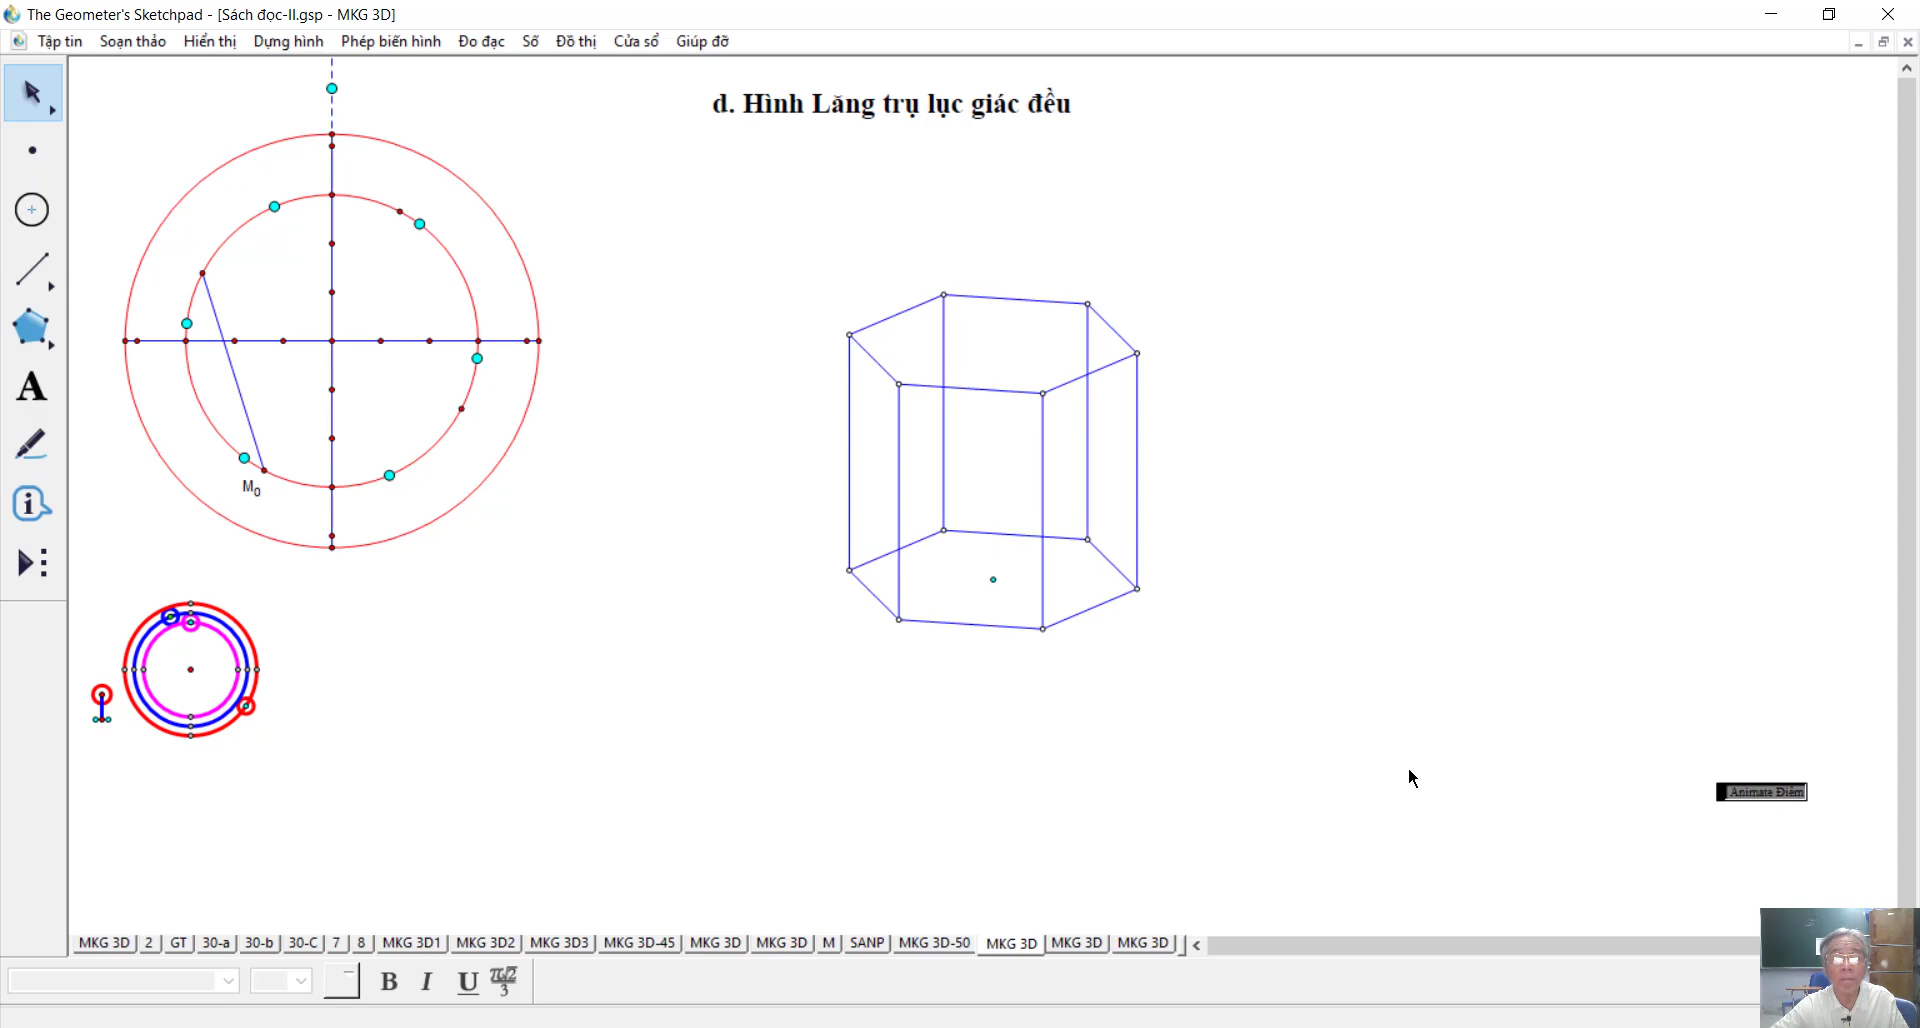 The Geometer's Sketchpad - [Sách đọc-II.gsp - MKG 3D]
Tập tin Soạn thảo Hiển thị Dựng hình Phép biến hình Đo đạc Số Đồ thị Cửa sổ Giúp đỡ
d. Hình Lăng trụ lục giác đều
A
M₀
Animate Điểm
MKG 3D 2 GT 30-a 30-b 30-C 7 8 MKG 3D1 MKG 3D2 MKG 3D3 MKG 3D-45 MKG 3D MKG 3D M SANP MKG 3D-50 MKG 3D MKG 3D MKG 3D
B I U π√2/3